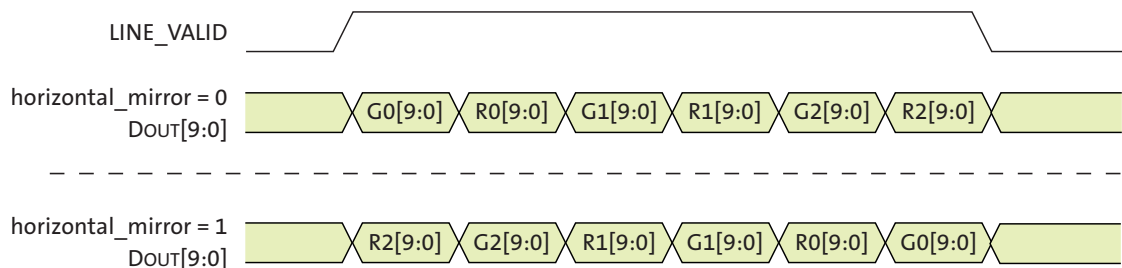 LINE_VALID
horizontal_mirror = 0
DOUT[9:0]
G0[9:0] R0[9:0] G1[9:0] R1[9:0] G2[9:0] R2[9:0]
horizontal_mirror = 1
DOUT[9:0]
R2[9:0] G2[9:0] R1[9:0] G1[9:0] R0[9:0] G0[9:0]